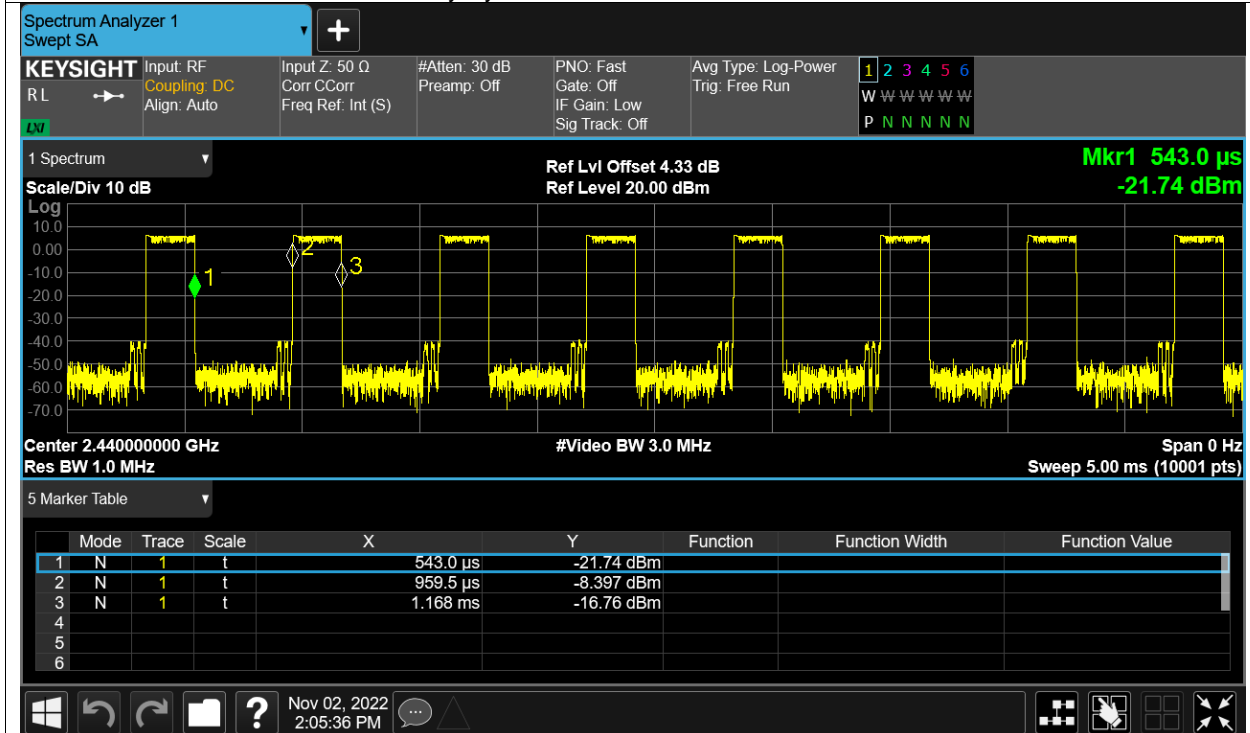 Spectrum Analyzer 1
Swept SA
+
KEYSIGHT
R L
LXI
Input: RF
Coupling: DC
Align: Auto
Input Z: 50 Ω
Corr CCorr
Freq Ref: Int (S)
#Atten: 30 dB
Preamp: Off
PNO: Fast
Gate: Off
IF Gain: Low
Sig Track: Off
Avg Type: Log-Power
Trig: Free Run
1 2 3 4 5 6
W W W W W W
P N N N N N
1 Spectrum
Scale/Div 10 dB
Ref Lvl Offset 4.33 dB
Ref Level 20.00 dBm
Mkr1 543.0 µs
-21.74 dBm
Log
10.0
0.00
-10.0
-20.0
-30.0
-40.0
-50.0
-60.0
-70.0
1
2
3
Center 2.440000000 GHz
Res BW 1.0 MHz
#Video BW 3.0 MHz
Span 0 Hz
Sweep 5.00 ms (10001 pts)
5 Marker Table
Mode Trace Scale X Y Function Function Width Function Value
1 N 1 t 543.0 µs -21.74 dBm
2 N 1 t 959.5 µs -8.397 dBm
3 N 1 t 1.168 ms -16.76 dBm
4
5
6
?
Nov 02, 2022
2:05:36 PM